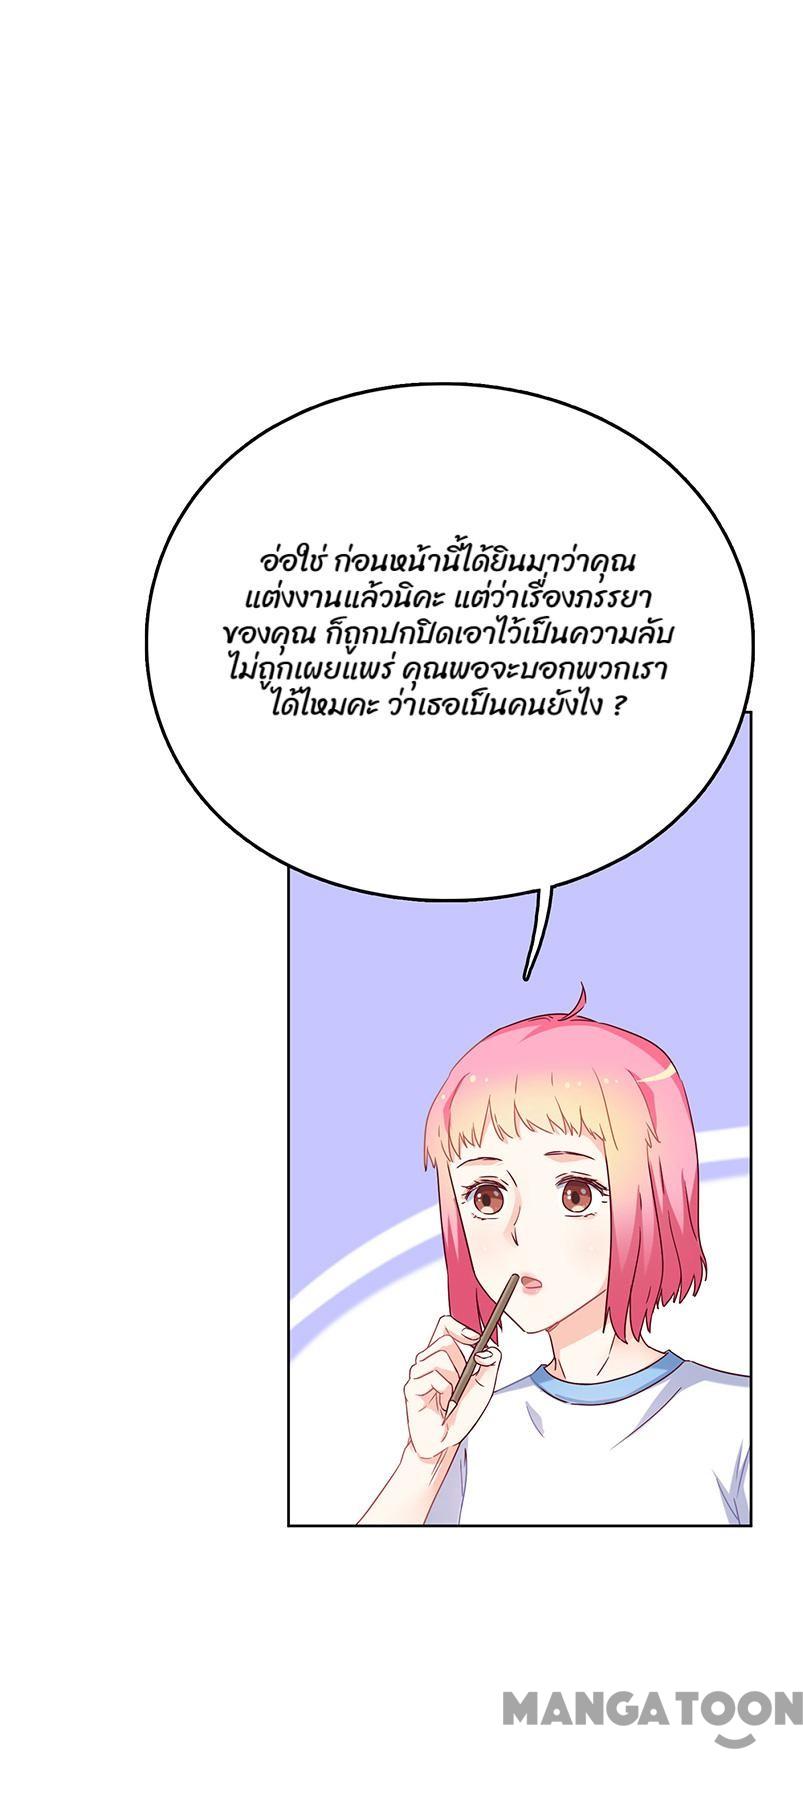 อ่อใช่ ก่อนหน้านี้ได้ยินมาว่าคุณ
แต่งงานแล้วนิคะ แต่ว่าเรื่องภรรยา
ของคุณ ก็ถูกปกปิดเอาไว้เป็นความลับ
ไม่ถูกเผยแพร่ คุณพอจะบอกพวกเรา
ได้ไหมคะ ว่าเธอเป็นคนยังไง ?
MANGATOON